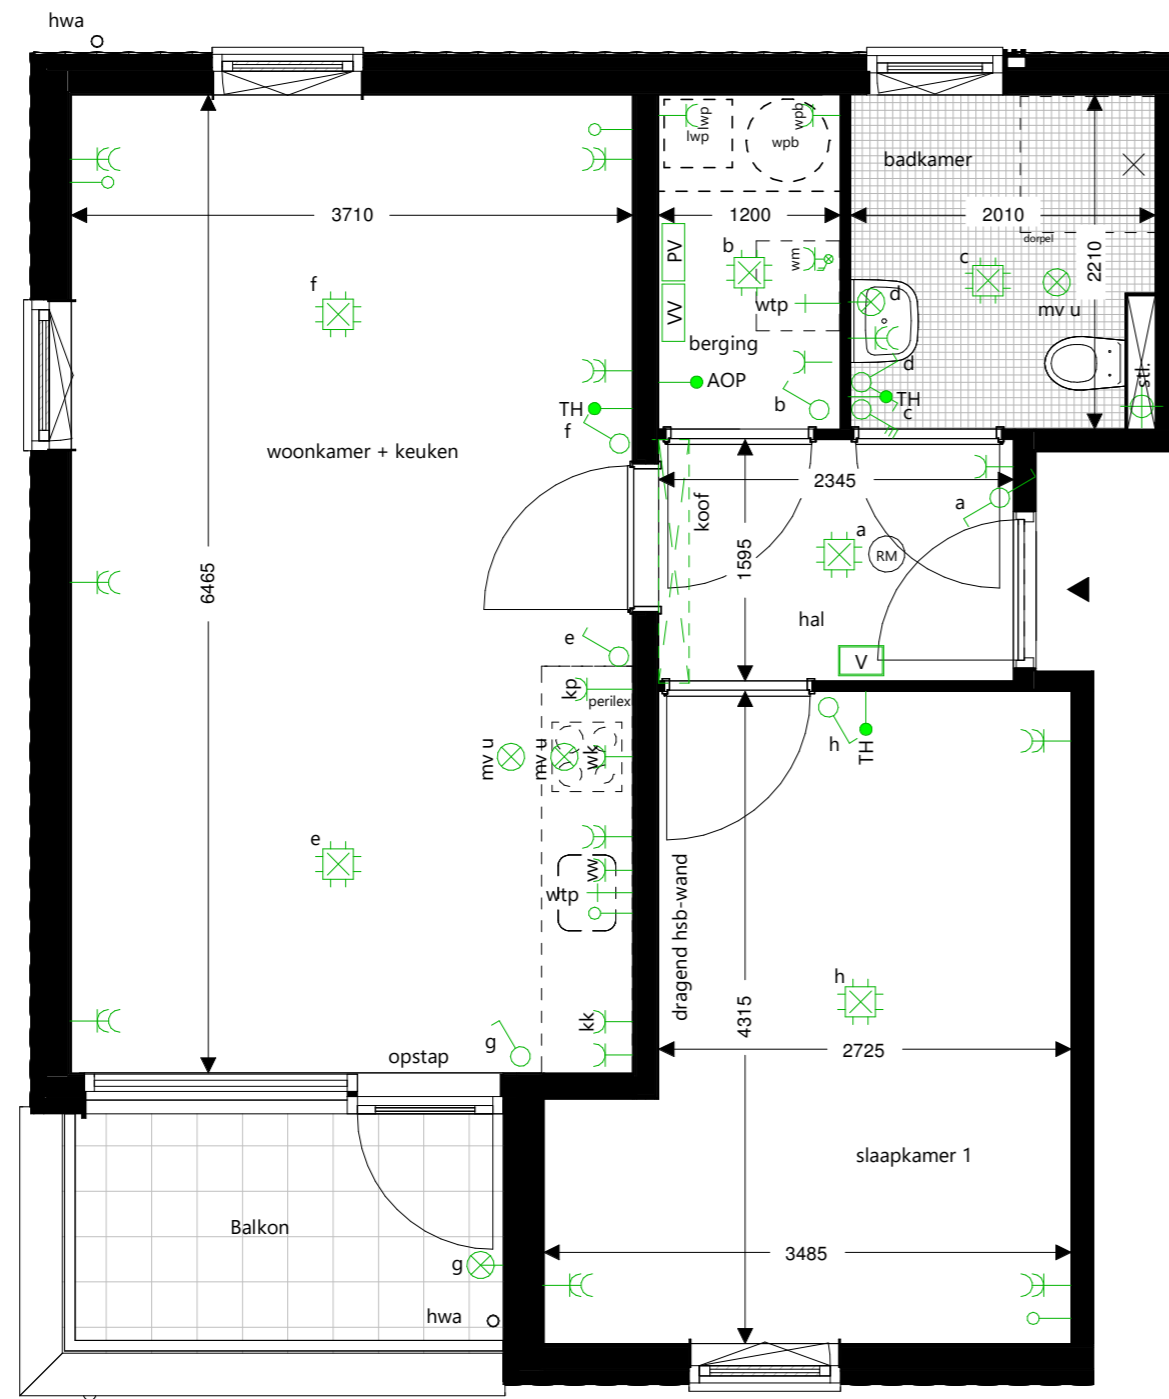 hwa
lwp
lwp
wpb
wpb
badkamer
3710
1200
2010
dorpel
2210
PV
b
wm
c
d
mv u
f
VV
wtp
berging
AOP
b
d
TH
c
stl.
TH
f
woonkamer + keuken
koof
2345
a
a
RM
1595
6465
hal
V
e
kp
perilex
h
TH
mv u
mv u
wk
e
vw
wtp
dragend hsb-wand
h
kk
4315
2725
g
opstap
slaapkamer 1
Balkon
3485
g
hwa